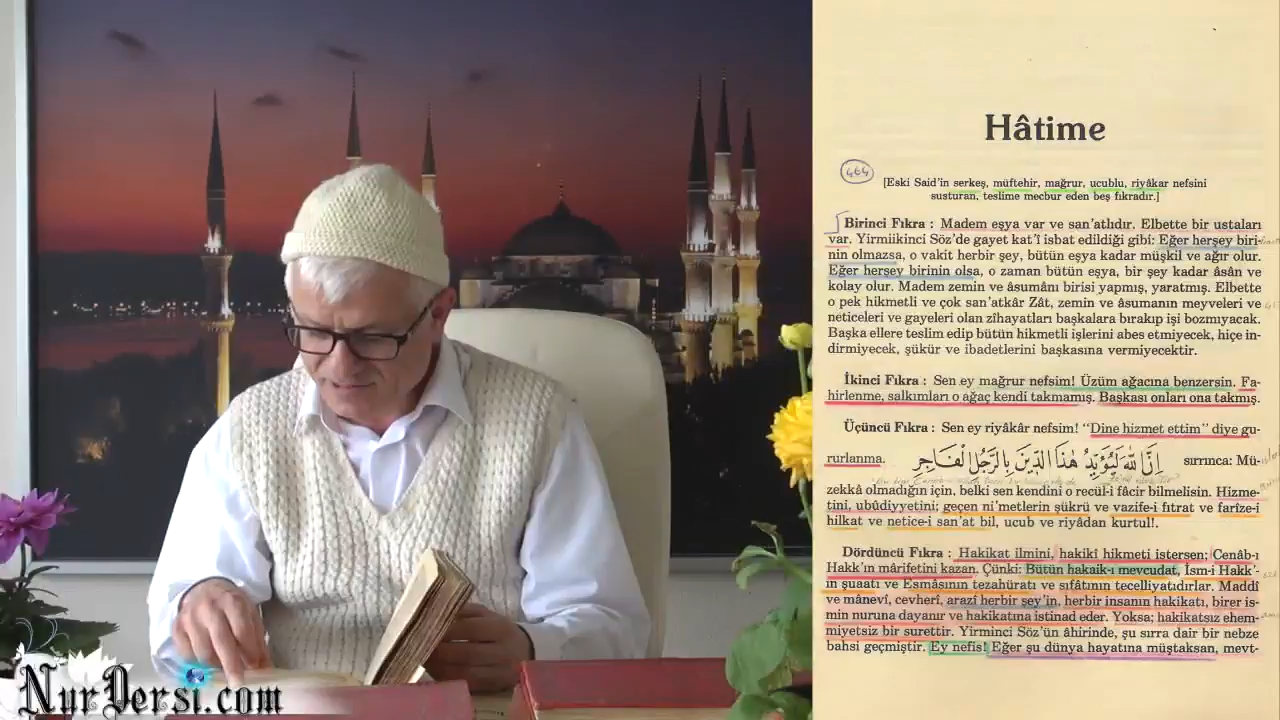 Hâtime
464
[Eski Said'in serkeş, müftehir, mağrur, ucublu, riyâkar nefsini
susturan, teslime mecbur eden beş fıkradır.]
Birinci Fıkra : Madem eşya var ve san'atlıdır. Elbette bir ustaları
var. Yirmiikinci Söz'de gayet kat'î isbat edildiği gibi: Eğer herşey biri-
nin olmazsa, o vakit herbir şey, bütün eşya kadar müşkil ve ağır olur.
Eğer herşey birinin olsa, o zaman bütün eşya, bir şey kadar âsân ve
kolay olur. Madem zemin ve âsumânı birisi yapmış, yaratmış. Elbette
o pek hikmetli ve çok san'atkâr Zât, zemin ve âsumanın meyveleri ve
neticeleri ve gayeleri olan zîhayatları başkalara bırakıp işi bozmıyacak.
Başka ellere teslim edip bütün hikmetli işlerini abes etmiyecek, hiçe in-
dirmiyecek, şükür ve ibadetlerini başkasına vermiyecektir.
İkinci Fıkra : Sen ey mağrur nefsim! Üzüm ağacına benzersin. Fa-
hirlenme, salkımları o ağaç kendi takmamış. Başkası onları ona takmış.
Üçüncü Fıkra : Sen ey riyâkar nefsim! "Dine hizmet ettim" diye gu-
rurlanma. اِنَّ اللّٰهَ لَيُؤَيِّدُ هٰذَا الدِّينَ بِالرَّجُلِ الْفَاجِرِ sırrınca: Mü-
zekkâ olmadığın için, belki sen kendini o recül-i fâcir bilmelisin. Hizme-
tini, ubûdiyyetini; geçen ni'metlerin şükrü ve vazife-i fıtrat ve farîze-i
hilkat ve netice-i san'at bil, ucub ve riyâdan kurtul!.
Dördüncü Fıkra : Hakikat ilmini, hakikî hikmeti istersen; Cenâb-ı
Hakk'ın mârifetini kazan. Çünki: Bütün hakaik-ı mevcudat, İsm-i Hakk'-
ın şuaatı ve Esmâsının tezahüratı ve sıfâtının tecelliyatıdırlar. Maddî
ve mânevî, cevherî, arazî herbir şey'in, herbir insanın hakikatı, birer is-
min nuruna dayanır ve hakikatına istinad eder. Yoksa; hakikatsız ehem-
miyetsiz bir surettir. Yirminci Söz'ün âhirinde, şu sırra dair bir nebze
bahsi geçmiştir. Ey nefis! Eğer şu dünya hayatına müştaksan, mevt-
NurDersi.com